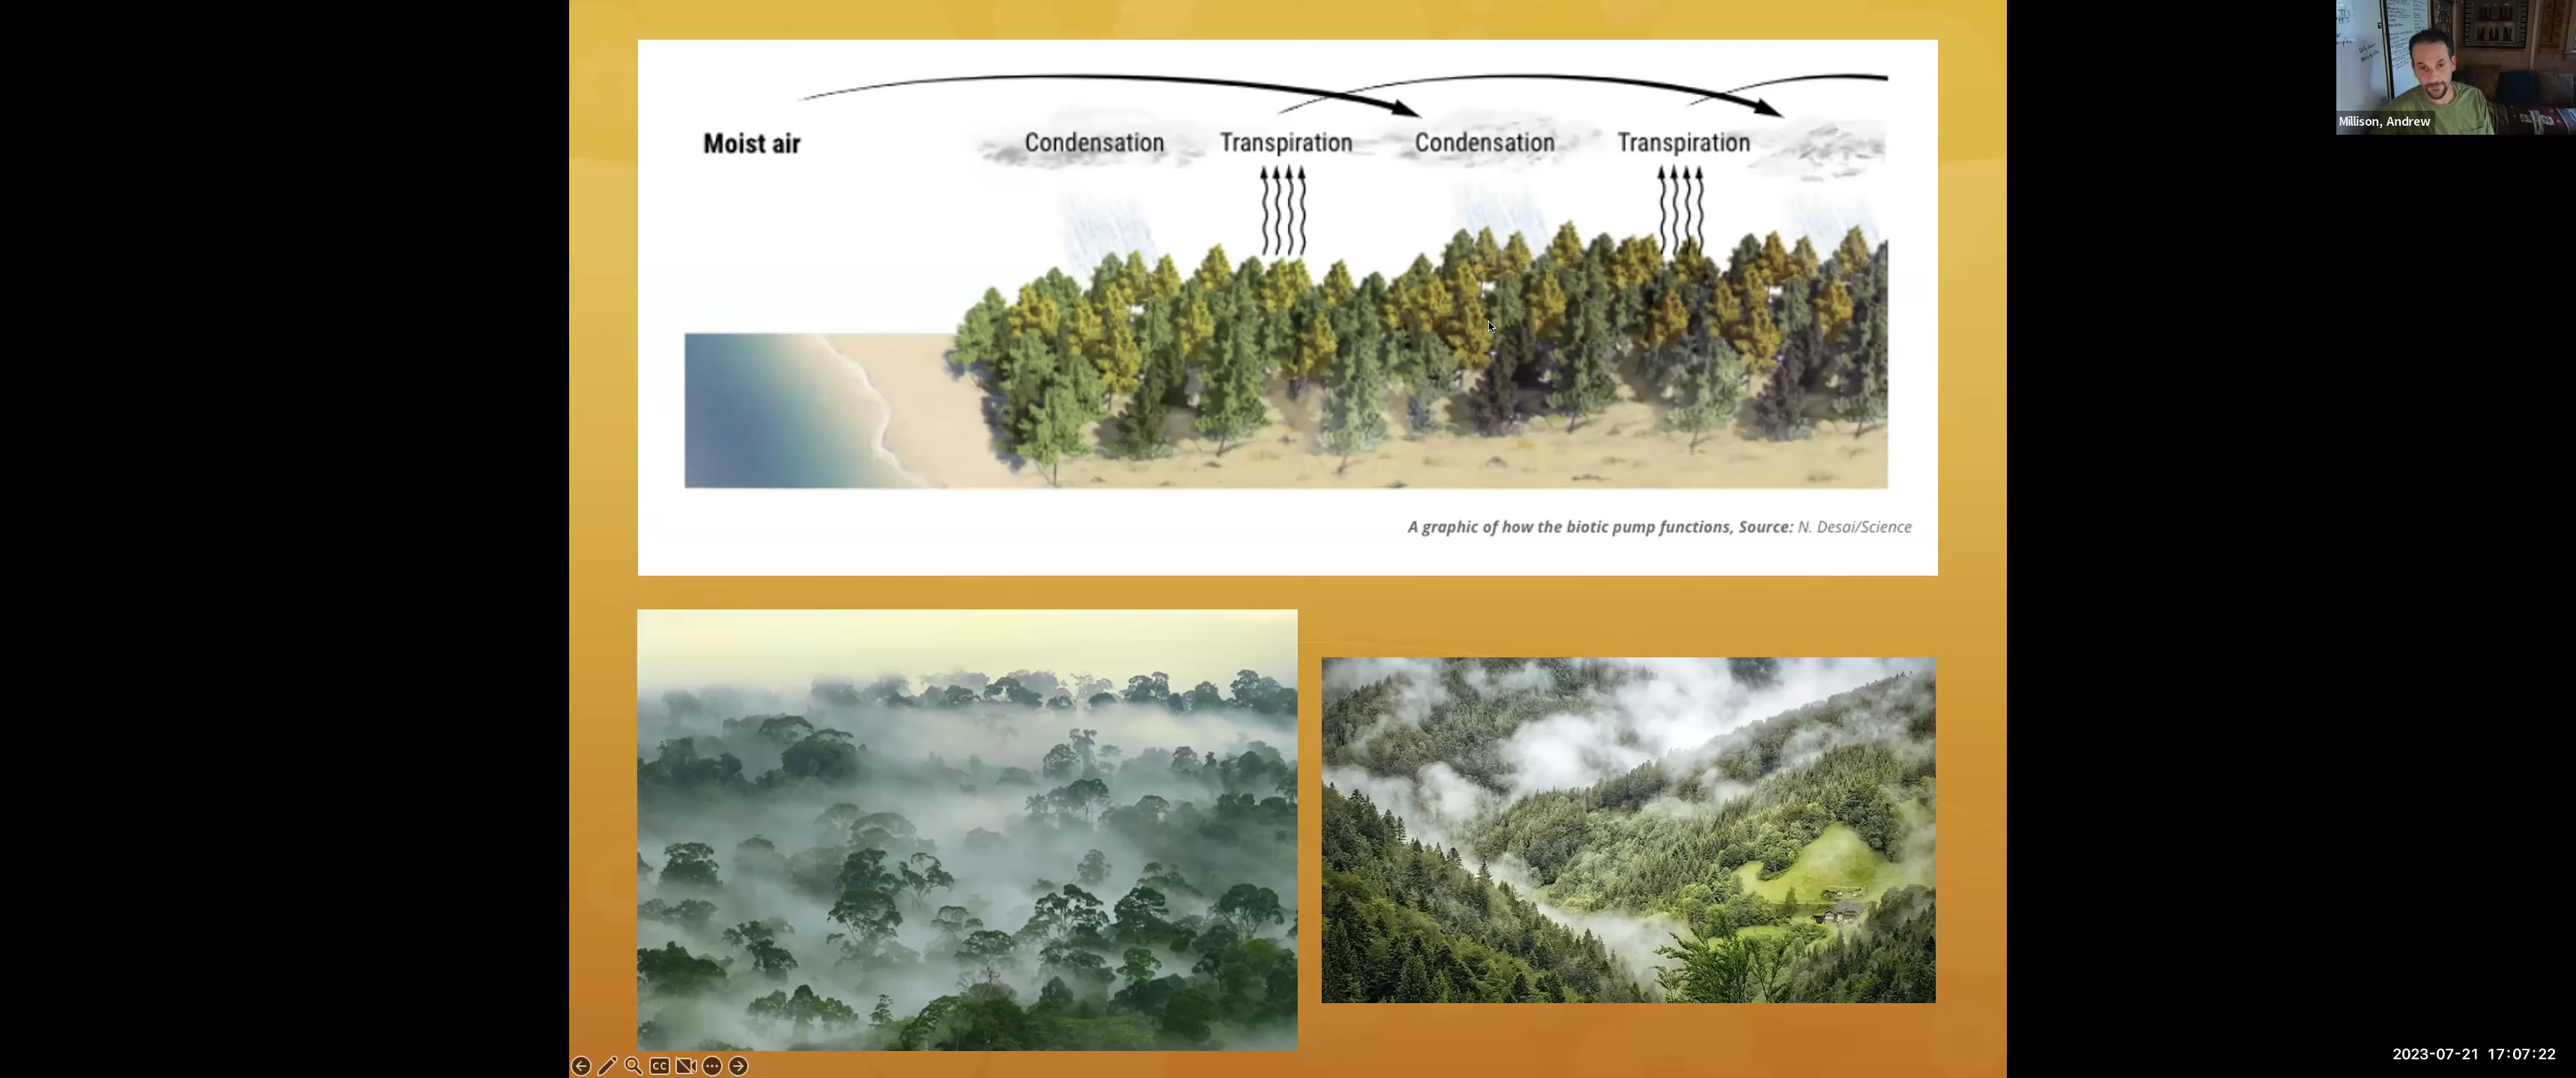 Moist air
Condensation
Transpiration
Condensation
Transpiration
A graphic of how the biotic pump functions, Source: N. Desai/Science
Millison, Andrew
CC
2023-07-21 17:07:22